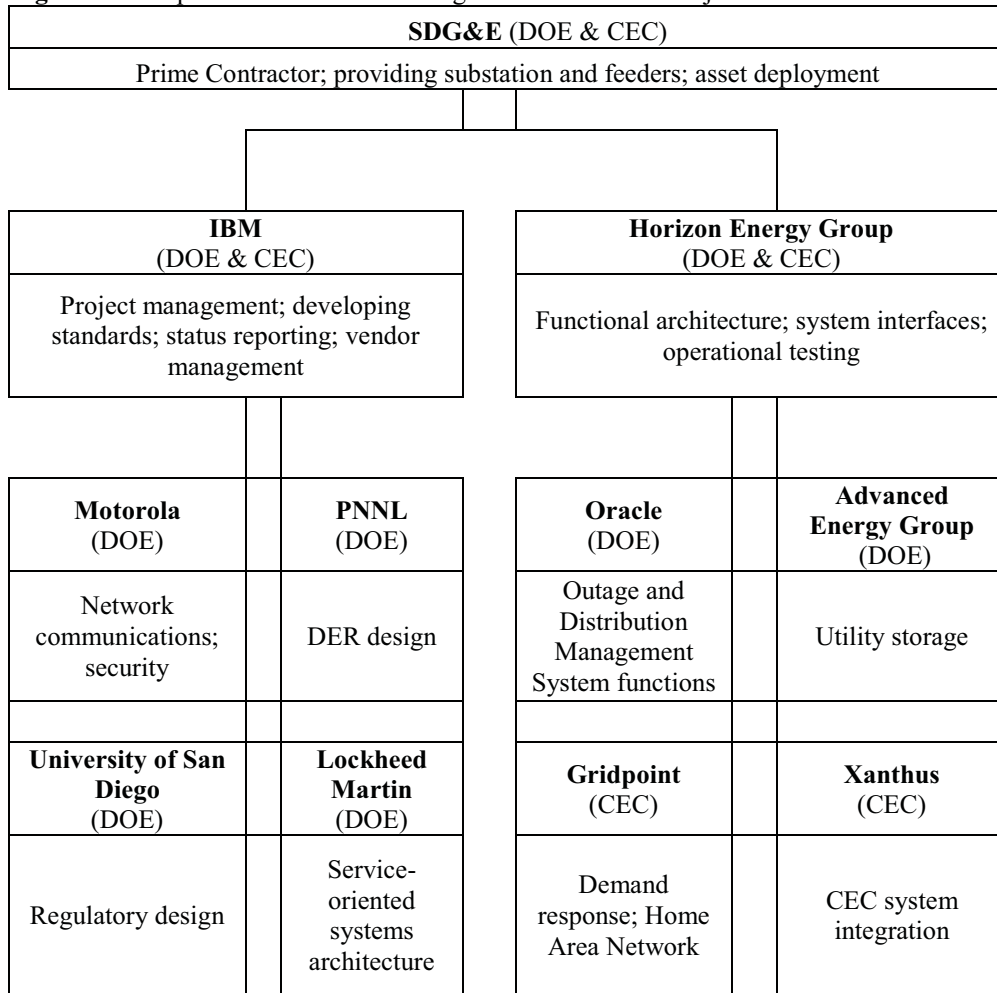 SDG&E (DOE & CEC)
Prime Contractor; providing substation and feeders; asset deployment
IBM
(DOE & CEC)
Project management; developing
standards; status reporting; vendor
management
Horizon Energy Group
(DOE & CEC)
Functional architecture; system interfaces;
operational testing
Motorola
(DOE)
Network
communications;
security
PNNL
(DOE)
DER design
Oracle
(DOE)
Outage and
Distribution
Management
System functions
Advanced
Energy Group
(DOE)
Utility storage
University of San
Diego
(DOE)
Regulatory design
Lockheed
Martin
(DOE)
Service-
oriented
systems
architecture
Gridpoint
(CEC)
Demand
response; Home
Area Network
Xanthus
(CEC)
CEC system
integration